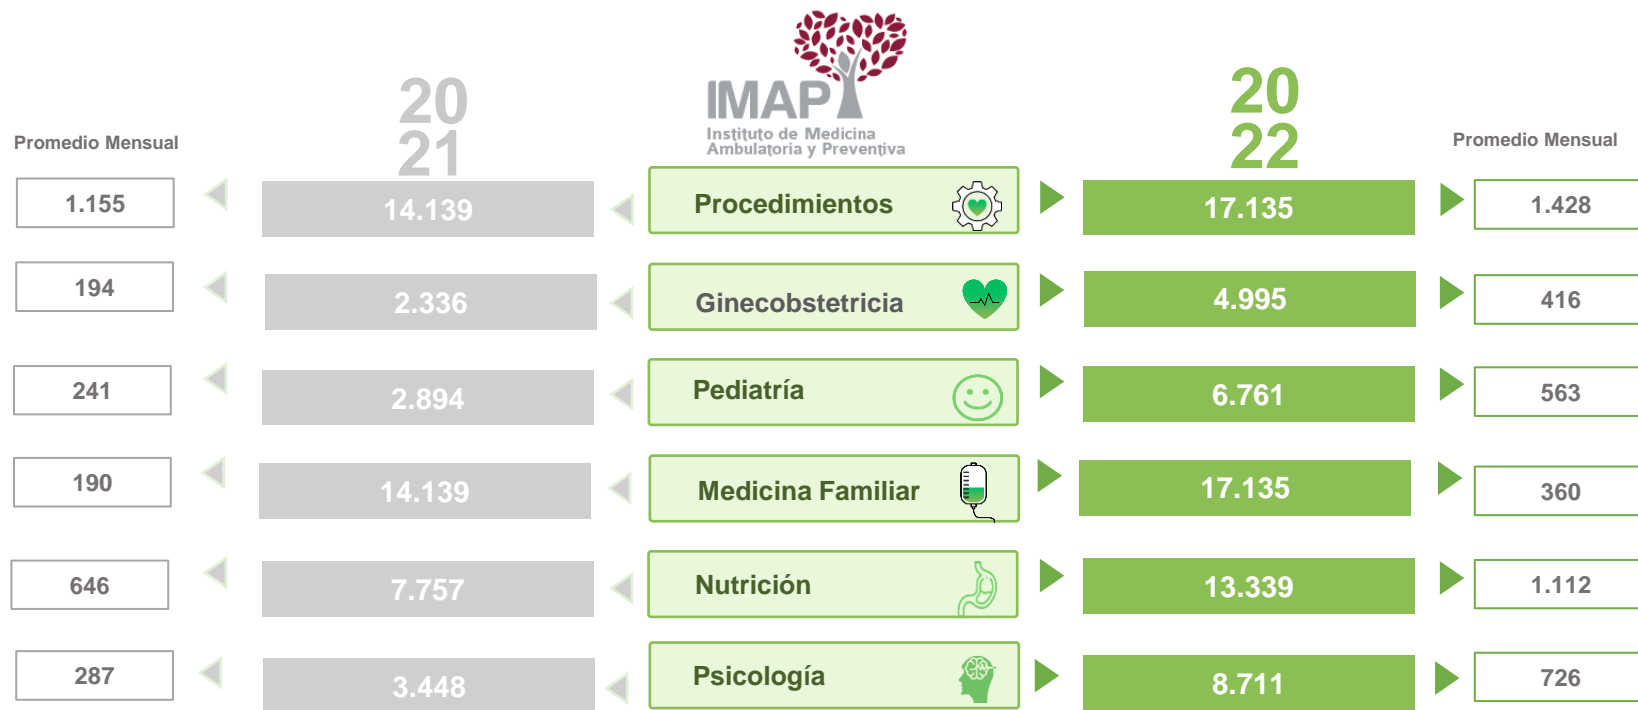 IMAP
Instituto de Medicina
Ambulatoria y Preventiva
20
21
20
22
Promedio Mensual
Promedio Mensual
1.155
14.139
Procedimientos
17.135
1.428
194
2.336
Ginecobstetricia
4.995
416
241
2.894
Pediatría
6.761
563
190
14.139
Medicina Familiar
17.135
360
646
7.757
Nutrición
13.339
1.112
287
3.448
Psicología
8.711
726